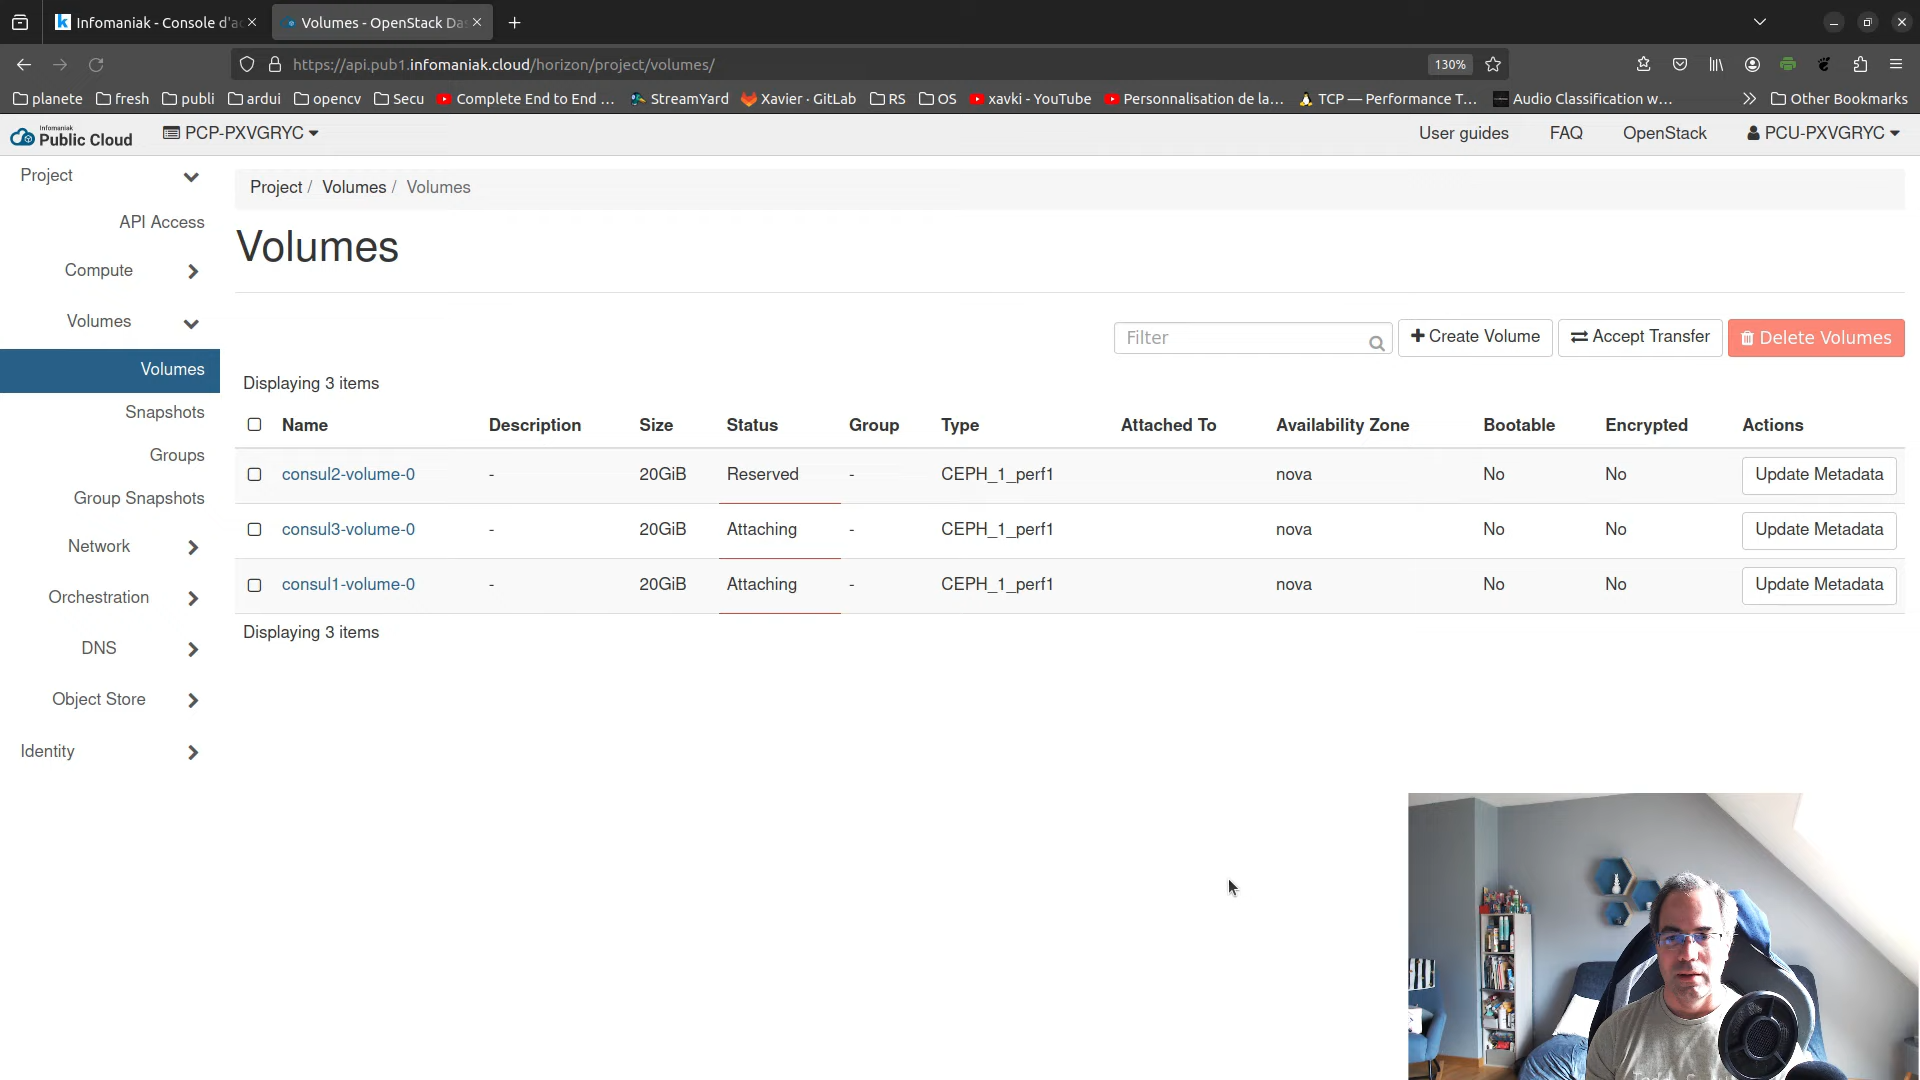 Infomaniak - Console d'a
Volumes - OpenStack Da
https://api.pub1.infomaniak.cloud/horizon/project/volumes/
130%
planete
fresh
publi
ardui
opencv
Secu
Complete End to End ...
StreamYard
Xavier · GitLab
RS
OS
xavki - YouTube
Personnalisation de la...
TCP — Performance T...
Audio Classification w...
Other Bookmarks
infomaniak
Public Cloud
PCP-PXVGRYC
User guides
FAQ
OpenStack
PCU-PXVGRYC
Project
API Access
Compute
Volumes
Volumes
Snapshots
Groups
Group Snapshots
Network
Orchestration
DNS
Object Store
Identity
Project / Volumes / Volumes
Volumes
Filter
Create Volume
Accept Transfer
Delete Volumes
Displaying 3 items
Name Description Size Status Group Type Attached To Availability Zone Bootable Encrypted Actions
consul2-volume-0 - 20GiB Reserved - CEPH_1_perf1 nova No No Update Metadata
consul3-volume-0 - 20GiB Attaching - CEPH_1_perf1 nova No No Update Metadata
consul1-volume-0 - 20GiB Attaching - CEPH_1_perf1 nova No No Update Metadata
Displaying 3 items